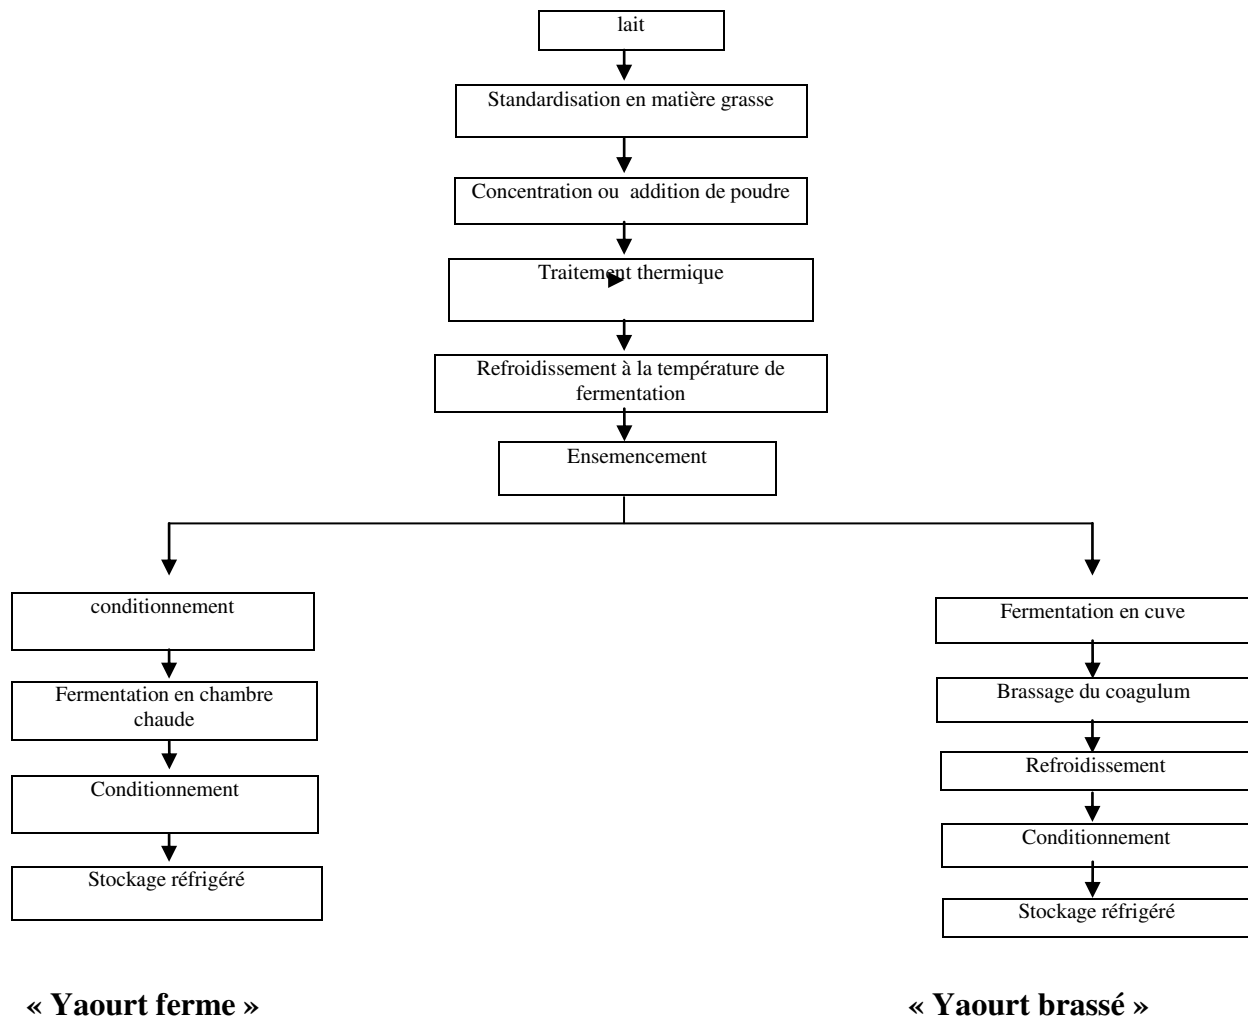 lait
Standardisation en matière grasse
Concentration ou  addition de poudre
Traitement thermique
Refroidissement à la température de
fermentation
Ensemencement
conditionnement
Fermentation en chambre
chaude
Conditionnement
Stockage réfrigéré
« Yaourt ferme »
Fermentation en cuve
Brassage du coagulum
Refroidissement
Conditionnement
Stockage réfrigéré
« Yaourt brassé »